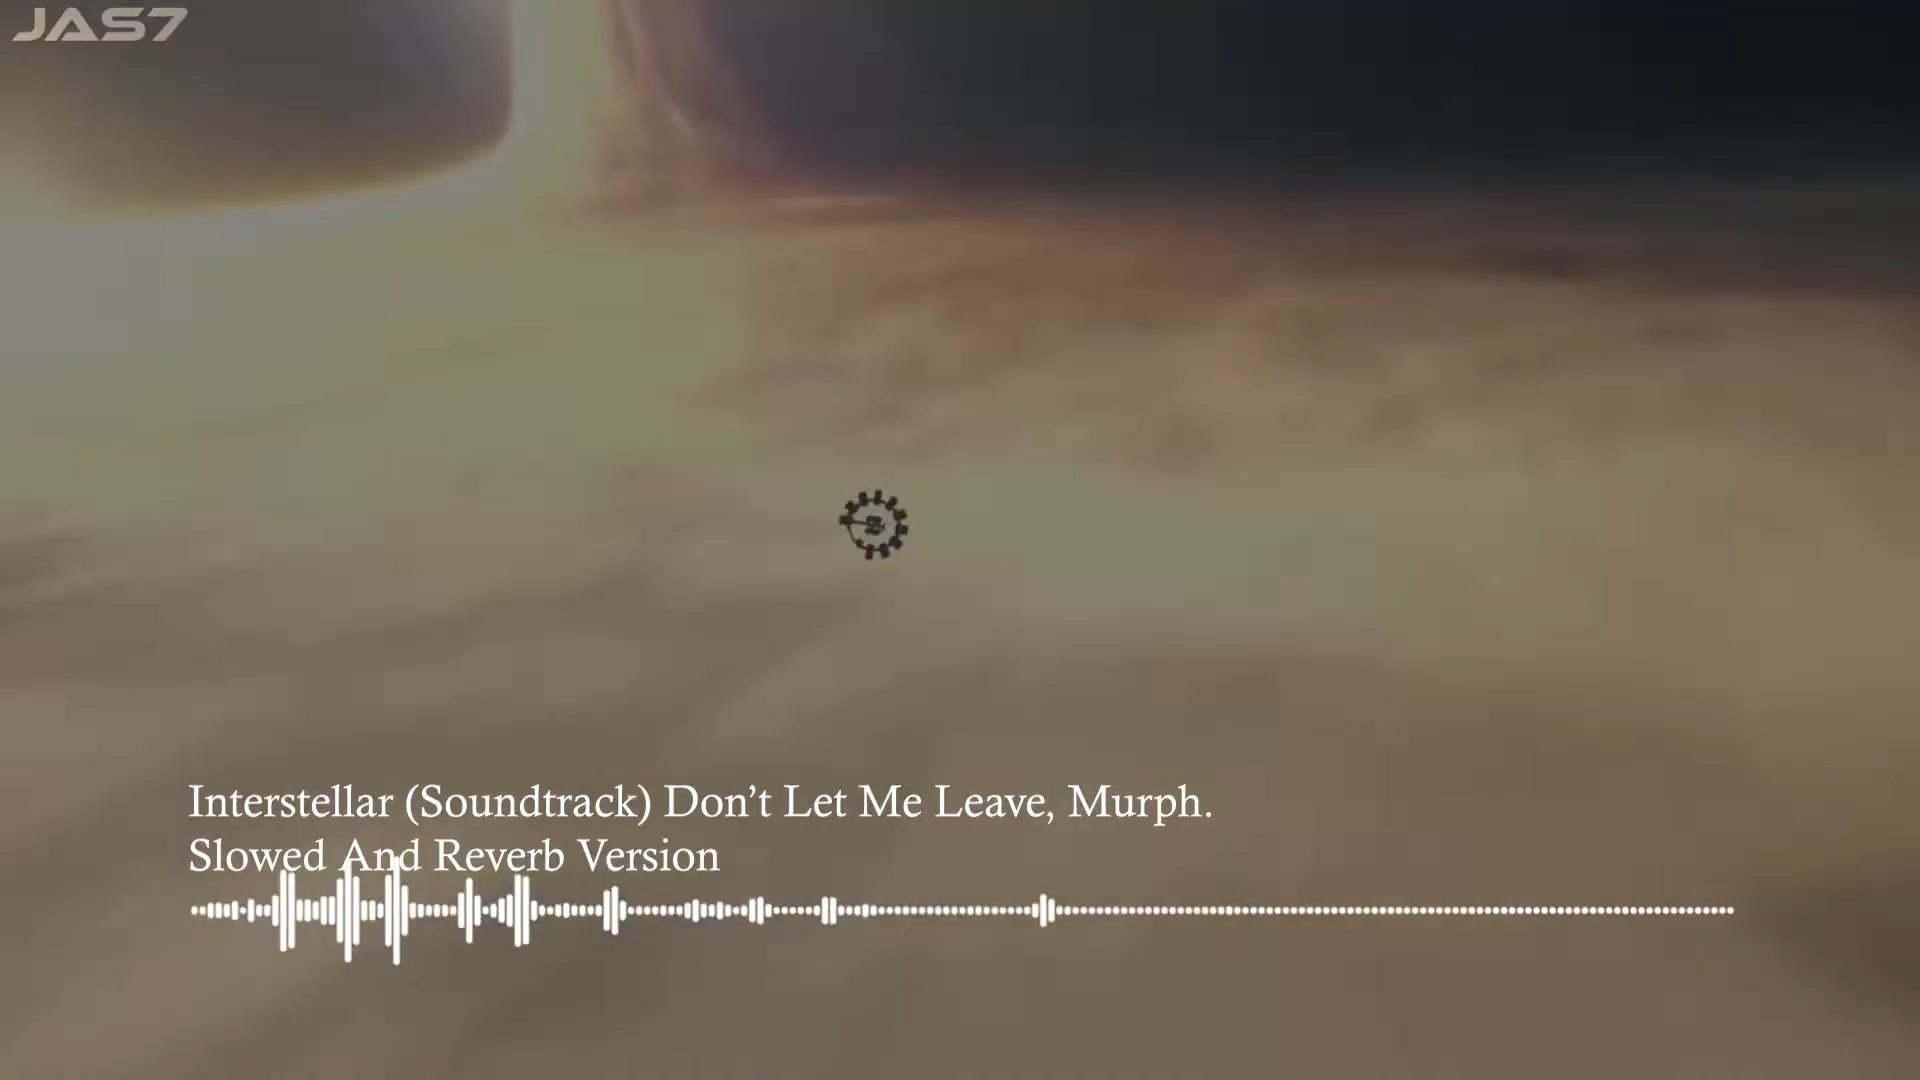 JAS7
Interstellar (Soundtrack) Don’t Let Me Leave, Murph.
Slowed And Reverb Version